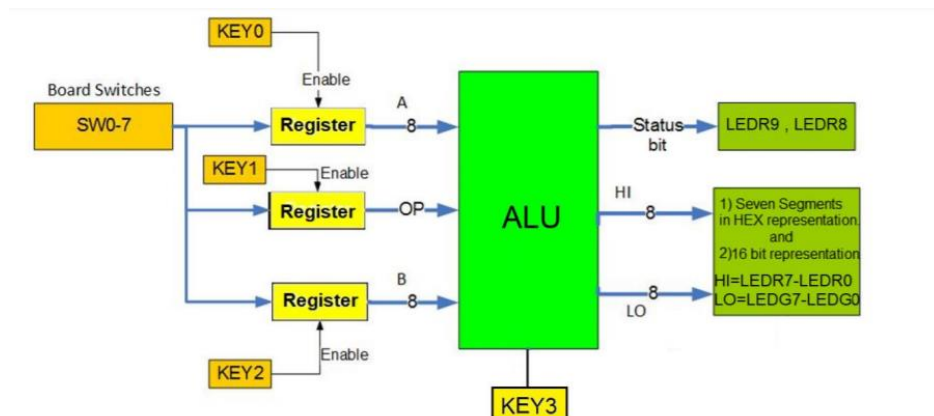 KEY0
Enable
Board Switches
SW0-7
Register
A
8
KEY1
Enable
Register
OP
Register
B
8
Enable
KEY2
ALU
KEY3
Status
bit
LEDR9 , LEDR8
HI
8
8
LO
1) Seven Segments
in HEX representation.
and
2)16 bit representation
HI=LEDR7-LEDR0
LO=LEDG7-LEDG0